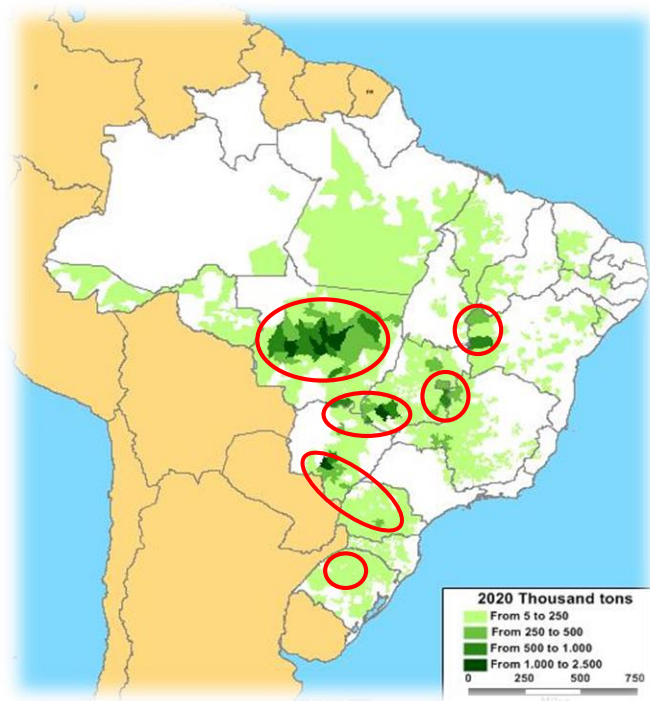 2020 Thousand tons
From 5 to 250
From 250 to 500
From 500 to 1.000
From 1.000 to 2.500
0 250 500 750
Miles